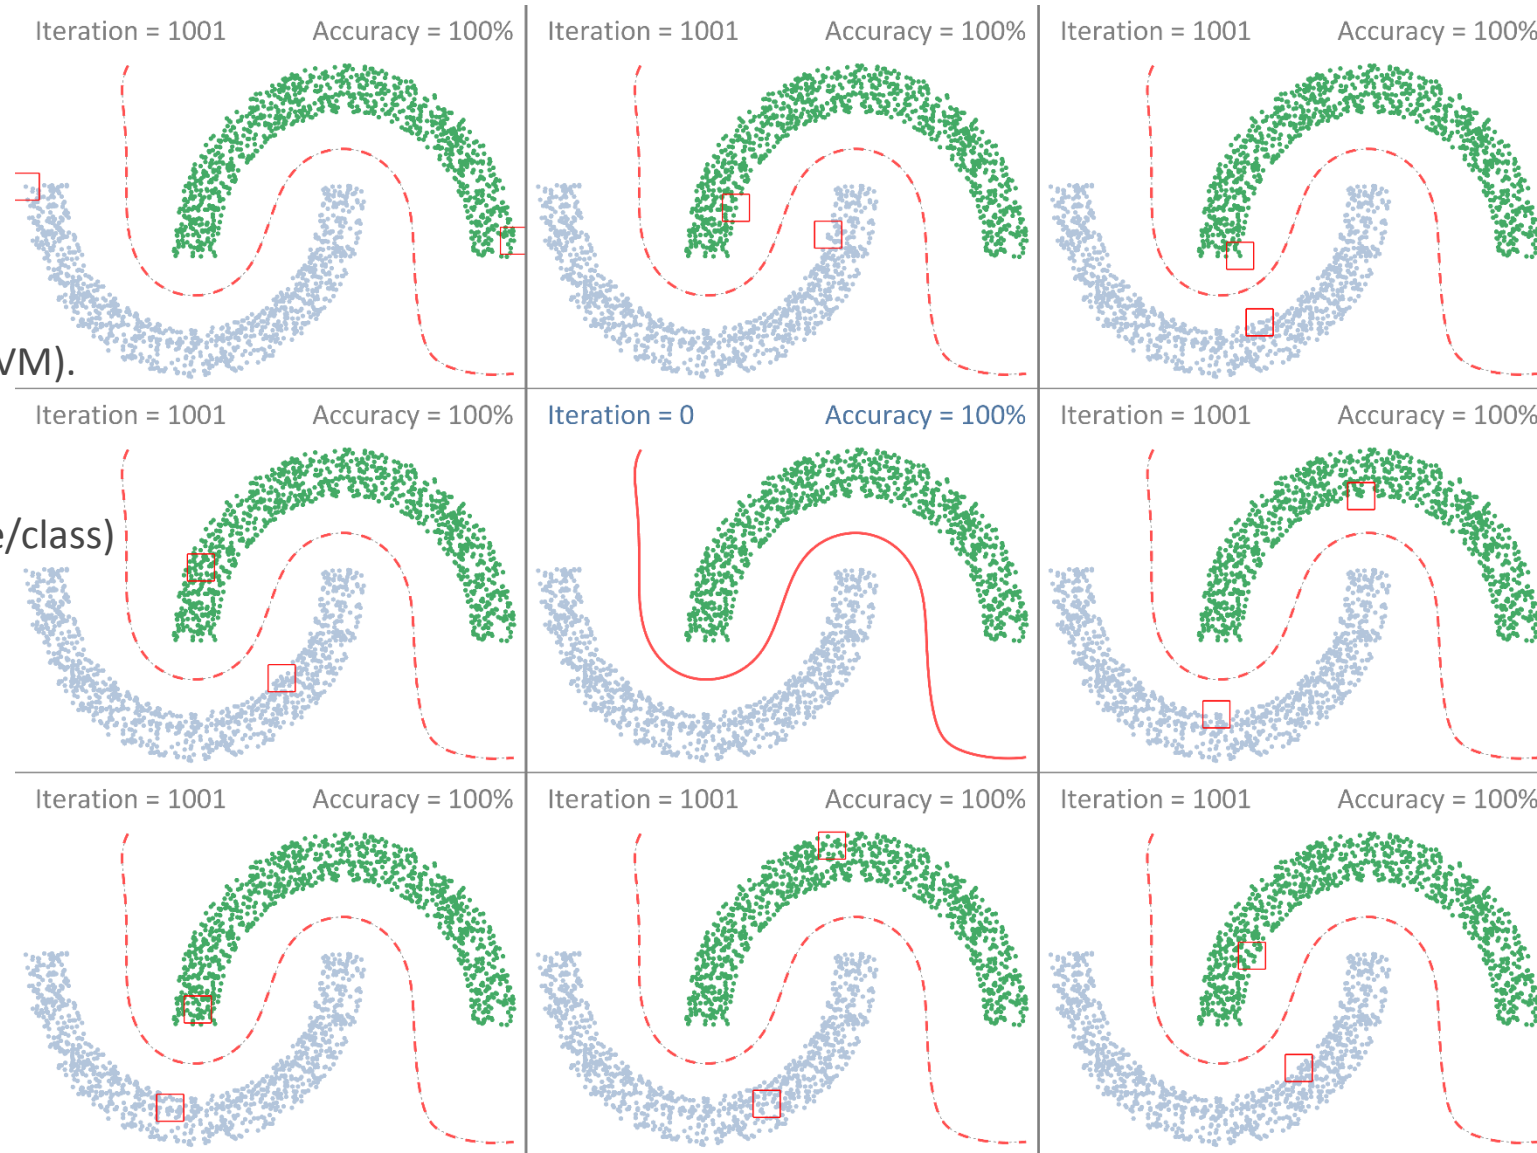 Iteration = 1001 Accuracy = 100%
Iteration = 1001 Accuracy = 100%
Iteration = 1001 Accuracy = 100%
VM).
Iteration = 1001 Accuracy = 100%
Iteration = 0 Accuracy = 100%
Iteration = 1001 Accuracy = 100%
e/class)
Iteration = 1001 Accuracy = 100%
Iteration = 1001 Accuracy = 100%
Iteration = 1001 Accuracy = 100%